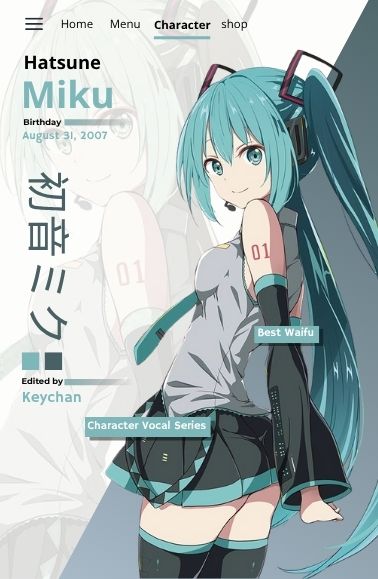 Home Menu Character shop
Hatsune
Miku
Birthday
August 31, 2007
初音ミク
01
01
Best Waifu
Edited by
Keychan
Character Vocal Series